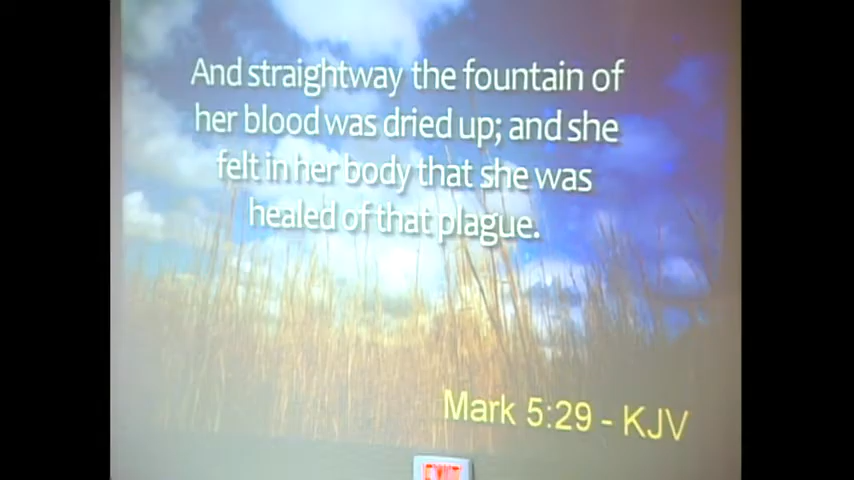 And straightway the fountain of
her blood was dried up; and she
felt in her body that she was
healed of that plague.
Mark 5:29 - KJV
EXIT